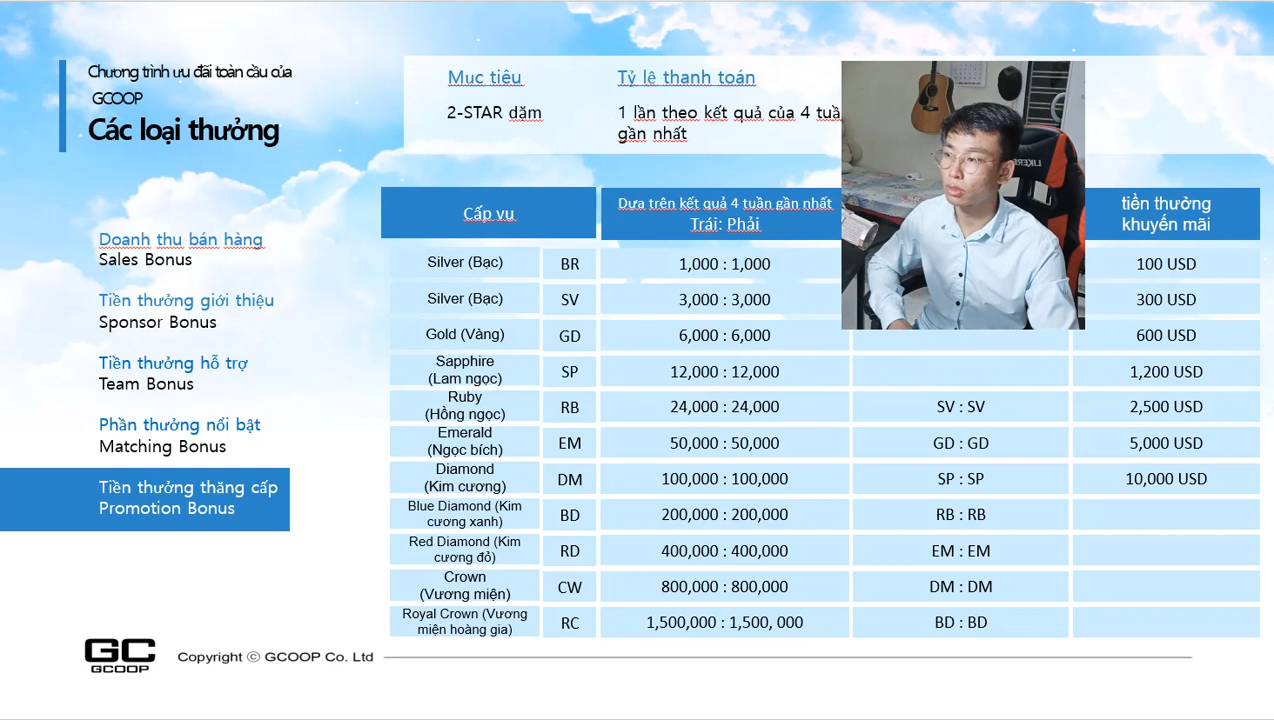 Chương trình ưu đãi toàn cầu của
GCOOP
Các loại thưởng
Mục tiêu
2-STAR dặm
Tỷ lệ thanh toán
1 lần theo kết quả của 4 tuần
gần nhất
Doanh thu bán hàng
Sales Bonus
Tiền thưởng giới thiệu
Sponsor Bonus
Tiền thưởng hỗ trợ
Team Bonus
Phần thưởng nổi bật
Matching Bonus
Tiền thưởng thăng cấp
Promotion Bonus
Cấp vụ
Dựa trên kết quả 4 tuần gần nhất
Trái: Phải
tiền thưởng
khuyến mãi
Silver (Bạc) BR 1,000 : 1,000 100 USD
Silver (Bạc) SV 3,000 : 3,000 300 USD
Gold (Vàng) GD 6,000 : 6,000 600 USD
Sapphire
(Lam ngọc) SP 12,000 : 12,000 1,200 USD
Ruby
(Hồng ngọc) RB 24,000 : 24,000 SV : SV 2,500 USD
Emerald
(Ngọc bích) EM 50,000 : 50,000 GD : GD 5,000 USD
Diamond
(Kim cương) DM 100,000 : 100,000 SP : SP 10,000 USD
Blue Diamond (Kim
cương xanh) BD 200,000 : 200,000 RB : RB
Red Diamond (Kim
cương đỏ) RD 400,000 : 400,000 EM : EM
Crown
(Vương miện) CW 800,000 : 800,000 DM : DM
Royal Crown (Vương
miện hoàng gia) RC 1,500,000 : 1,500, 000 BD : BD
GC
GCOOP
Copyright ⓒ GCOOP Co. Ltd